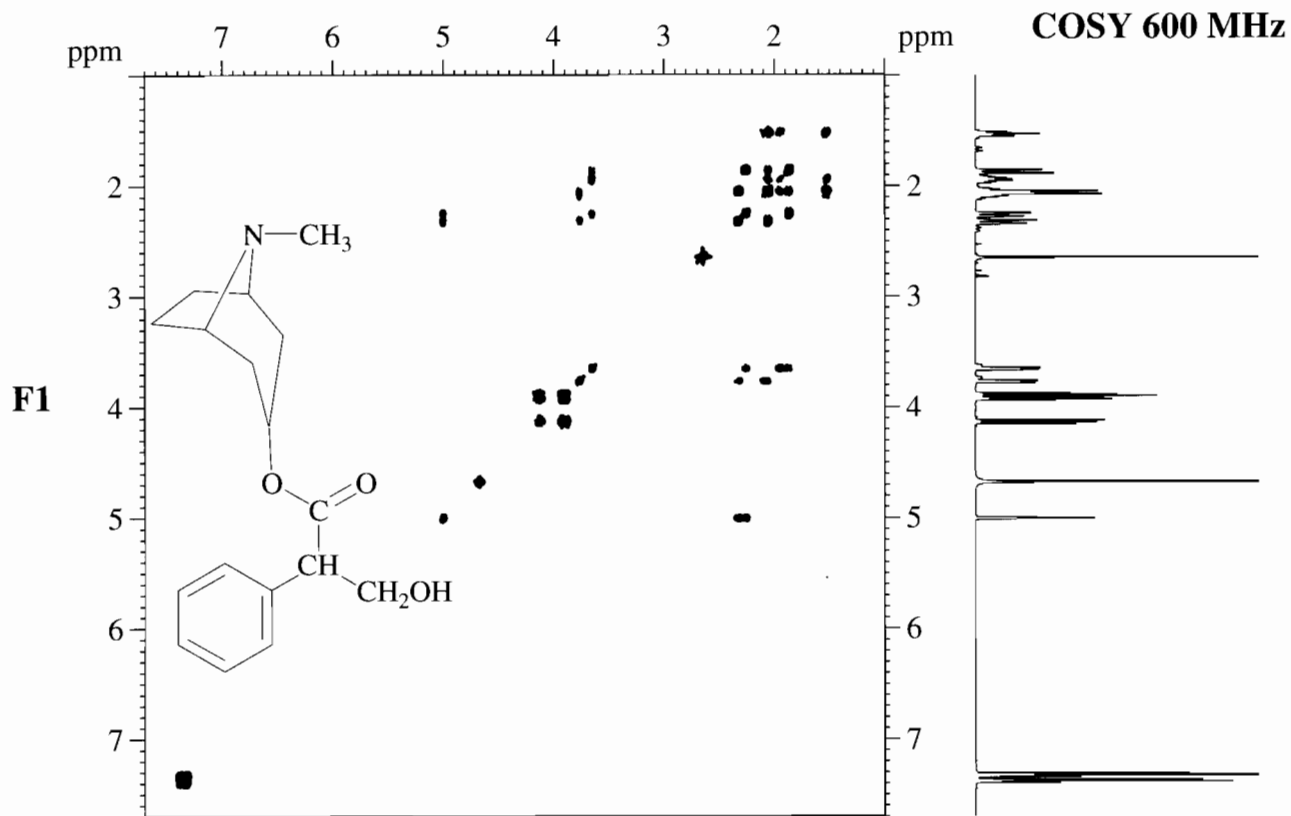 COSY 600 MHz
ppm 7 6 5 4 3 2 ppm
2 2
N CH3
3 3
F1
4 4
O O
C
5 5
CH
CH2OH
6 6
7 7